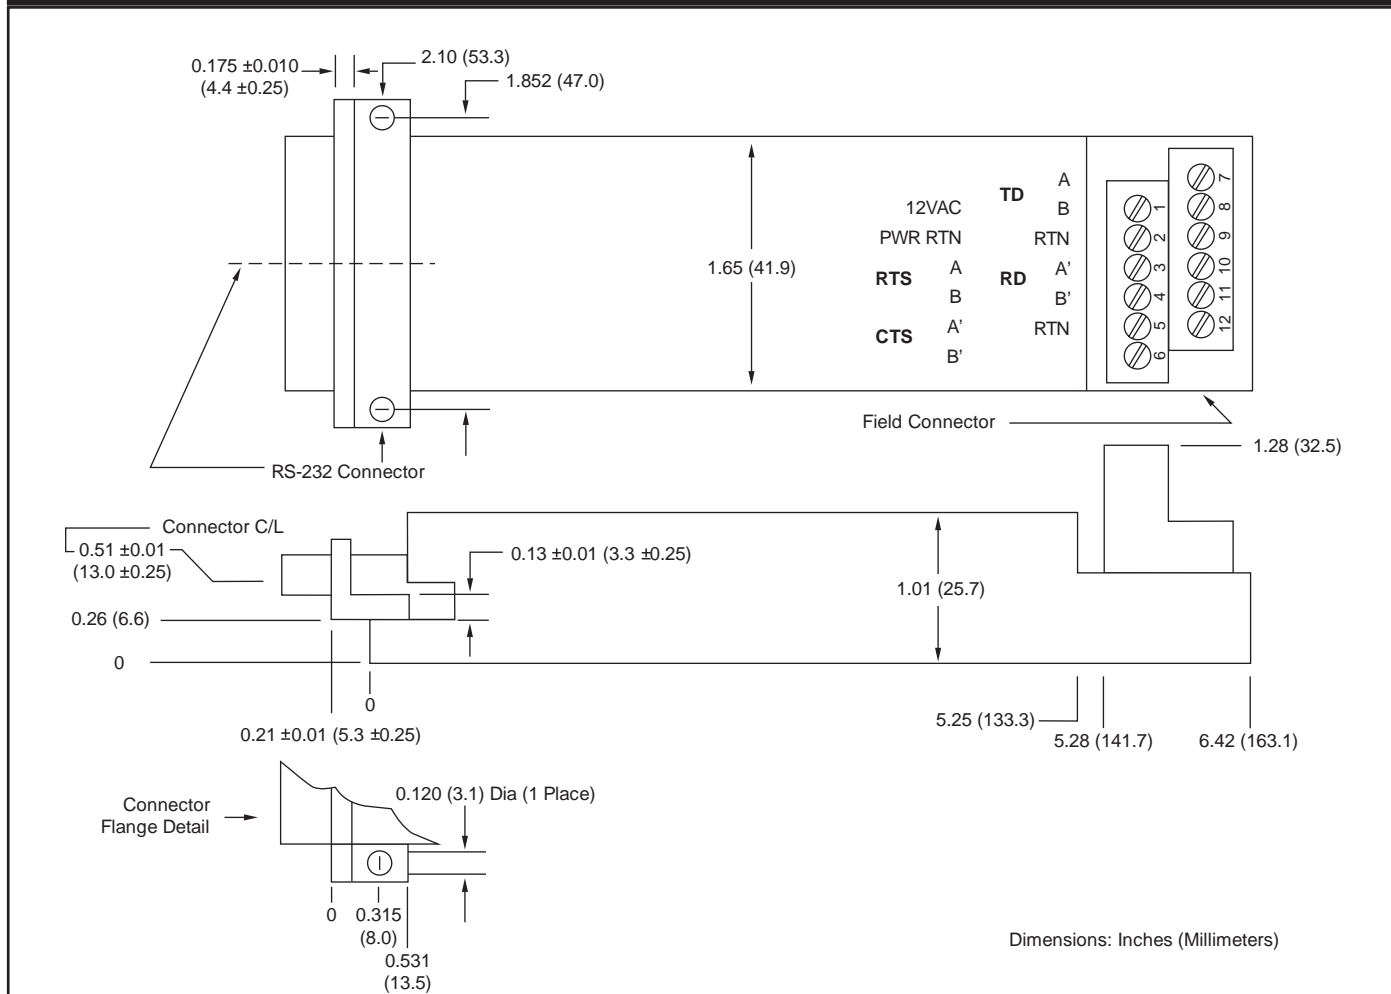 0.175 ±0.010
(4.4 ±0.25)
2.10 (53.3)
1.852 (47.0)
1.65 (41.9)
12VAC
PWR RTN
RTS
A
B
CTS
A'
B'
TD
A
B
RTN
RD
A'
B'
RTN
1
2
3
4
5
6
7
8
9
10
11
12
Field Connector
RS-232 Connector
1.28 (32.5)
Connector C/L
0.51 ±0.01
(13.0 ±0.25)
0.13 ±0.01 (3.3 ±0.25)
1.01 (25.7)
0.26 (6.6)
0
0
0.21 ±0.01 (5.3 ±0.25)
5.25 (133.3)
5.28 (141.7)
6.42 (163.1)
Connector
Flange Detail
0.120 (3.1) Dia (1 Place)
0
0.315
(8.0)
0.531
(13.5)
Dimensions: Inches (Millimeters)